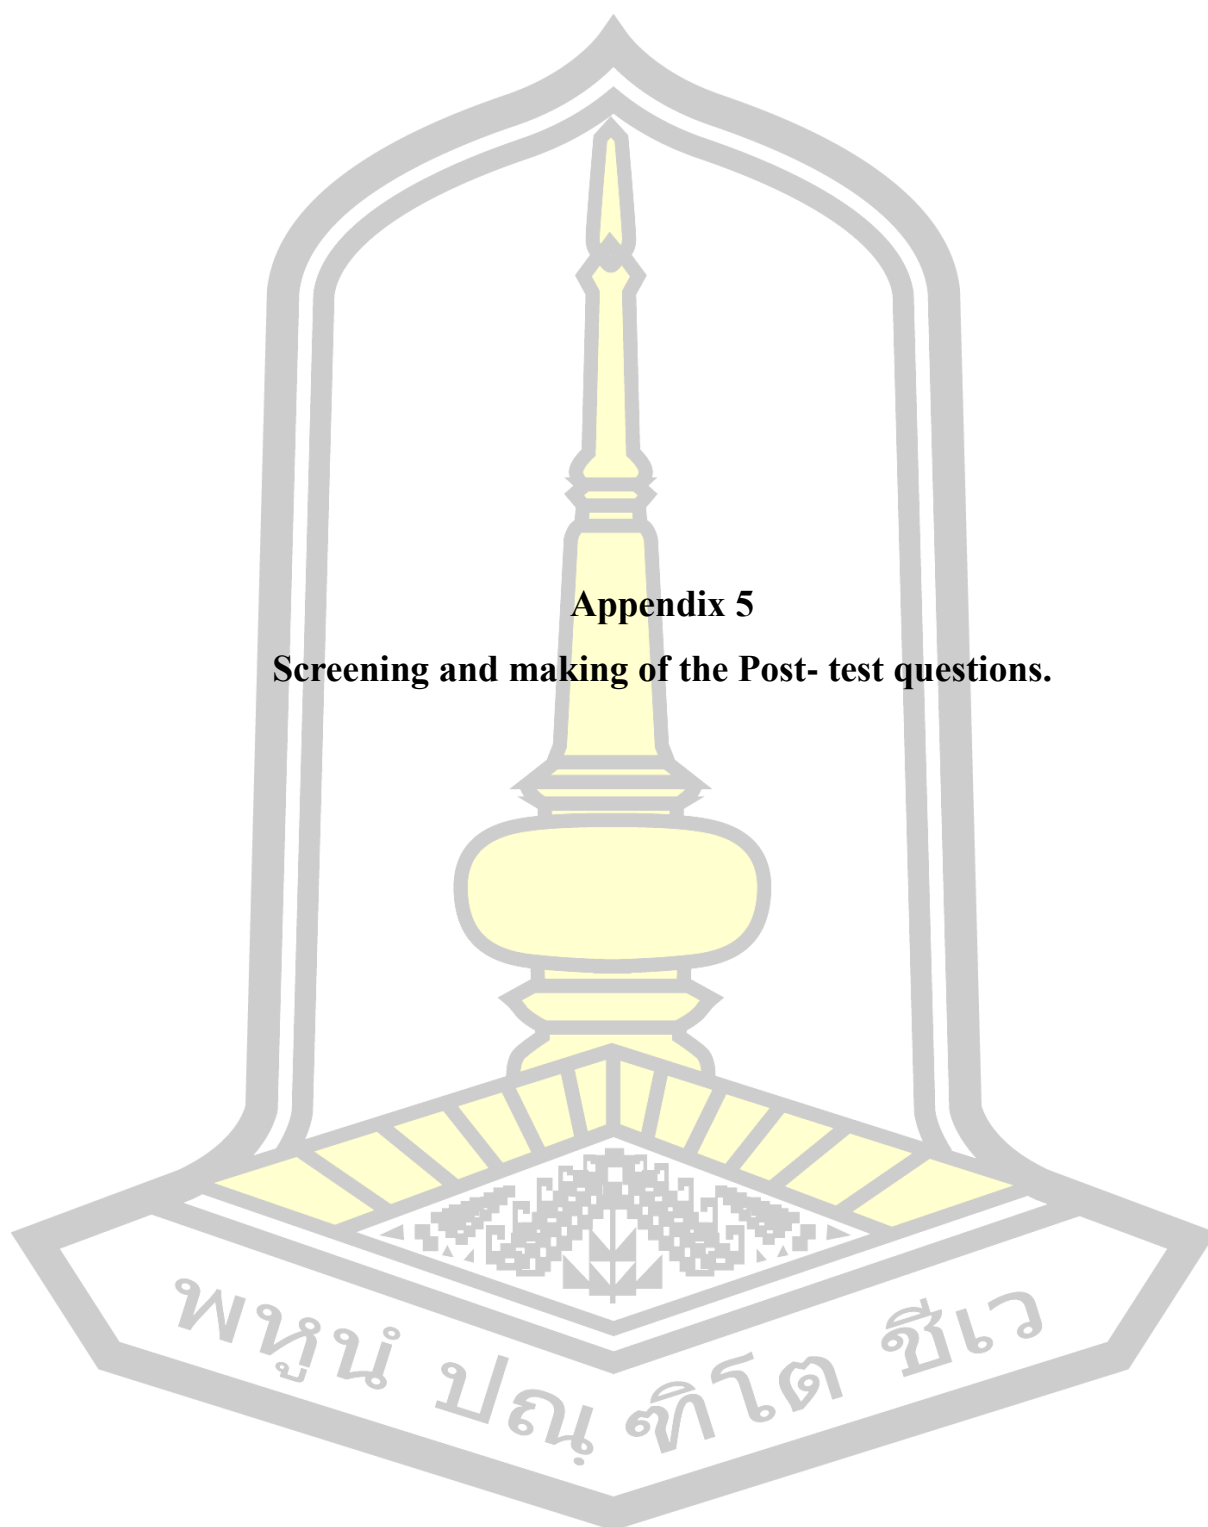 Appendix 5
Screening and making of the Post- test questions.
พหูนํ ปณฺ ฑิโต ชีเว